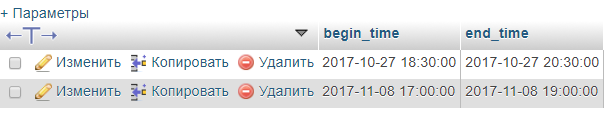 + Параметры
←T→ begin_time end_time
Изменить Копировать Удалить 2017-10-27 18:30:00 2017-10-27 20:30:00
Изменить Копировать Удалить 2017-11-08 17:00:00 2017-11-08 19:00:00